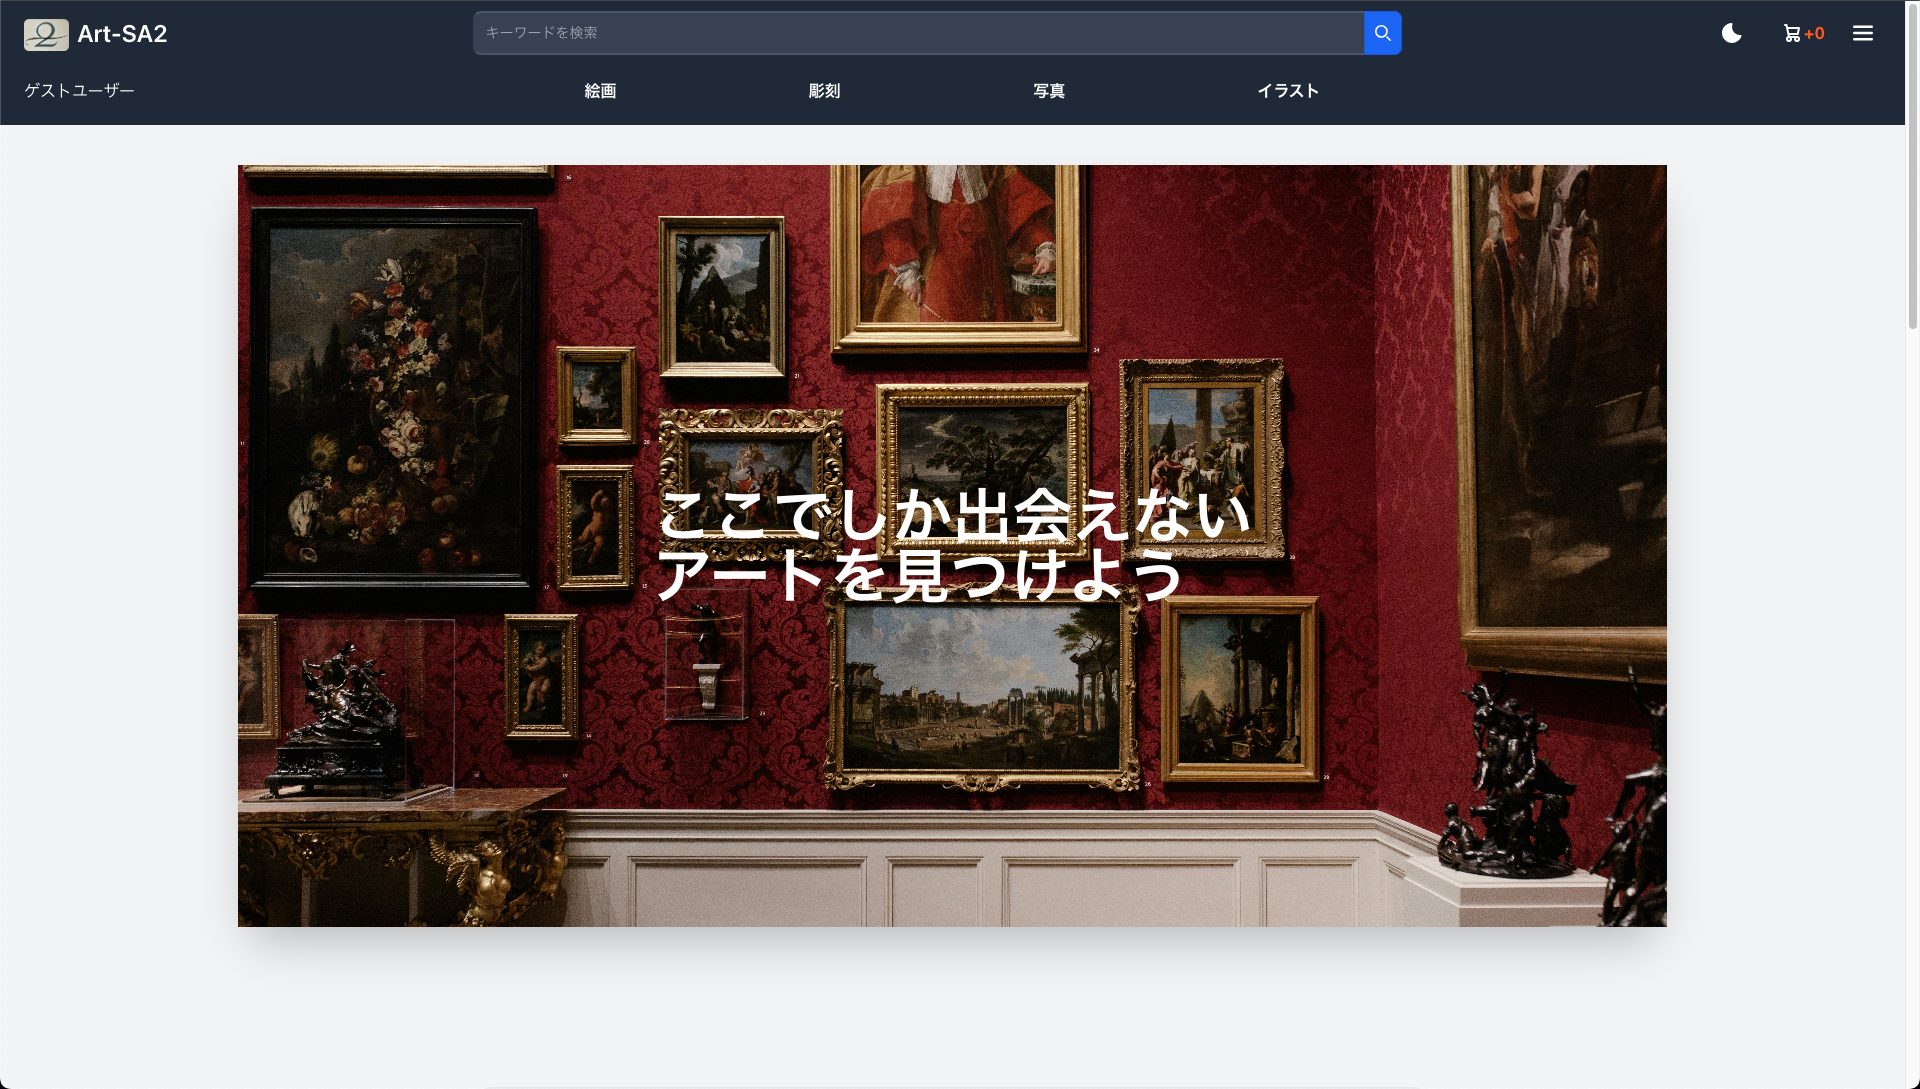 Art-SA2
キーワードを検索
+0
ゲストユーザー
絵画
彫刻
写真
イラスト
ここでしか出会えない
アートを見つけよう